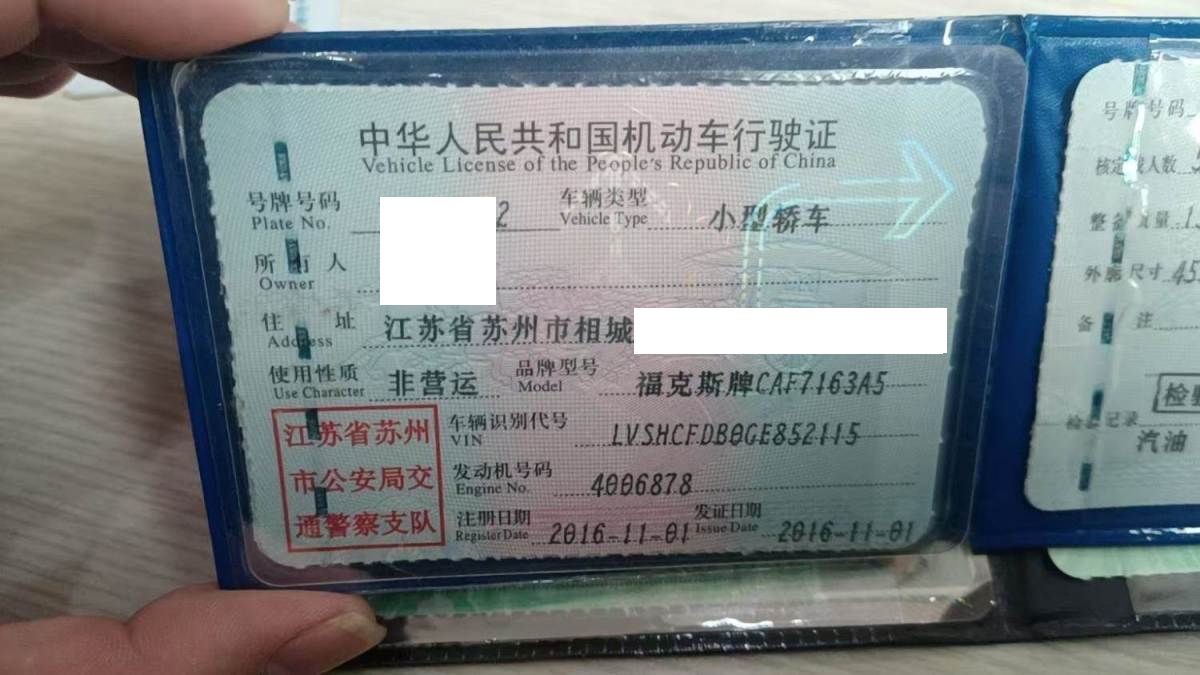 中华人民共和国机动车行驶证
Vehicle License of the People's Republic of China
号牌号码 2 车辆类型 小型轿车
Plate No. Vehicle Type
所有人
Owner
住址 江苏省苏州市相城
Address
使用性质 非营运 品牌型号 福克斯牌CAF7163A5
Use Character Model
江苏省苏州
市公安局交
通警察支队
车辆识别代号 LVSHCFDB0GE852115
VIN
发动机号码 4006878
Engine No.
注册日期 2016-11-01 发证日期 2016-11-01
Register Date Issue Date
号牌号码
核定载人数
整备质量
外廓尺寸 45
备注
检验记录
汽油